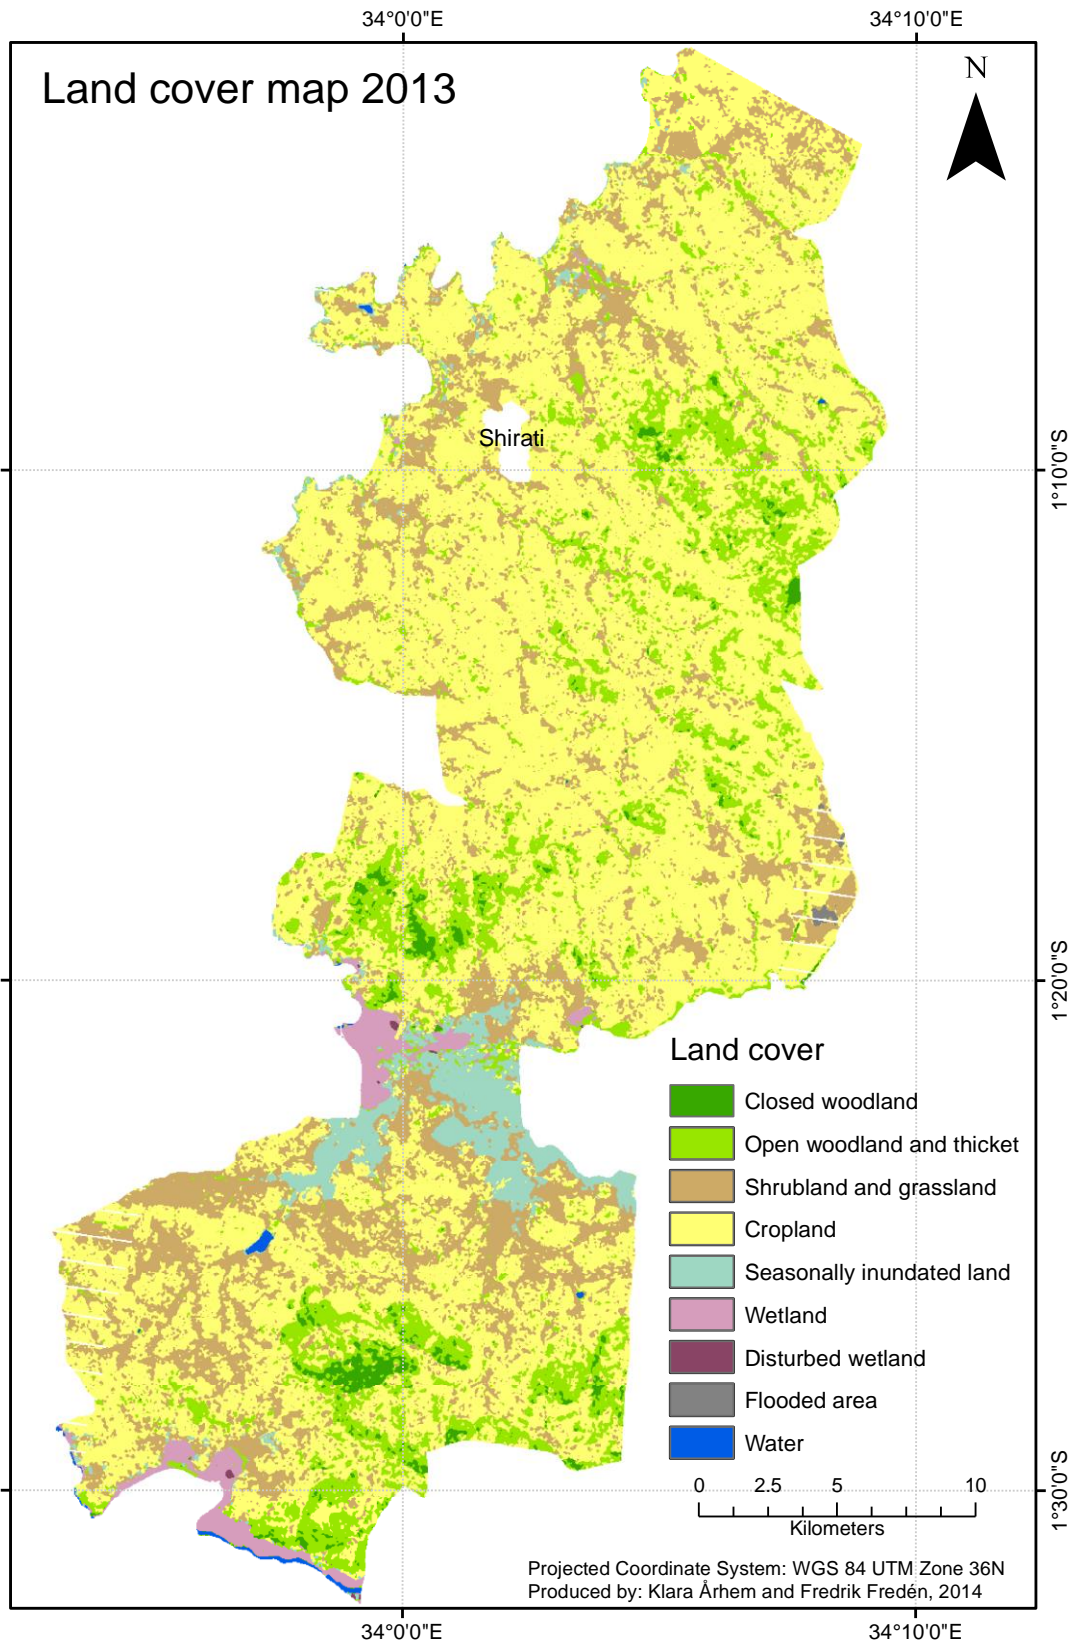 34°0'0"E
34°10'0"E
Land cover map 2013
N
Shirati
1°10'0"S
1°20'0"S
Land cover
Closed woodland
Open woodland and thicket
Shrubland and grassland
Cropland
Seasonally inundated land
Wetland
Disturbed wetland
Flooded area
Water
1°30'0"S
0 2.5 5 10
Kilometers
Projected Coordinate System: WGS 84 UTM Zone 36N
Produced by: Klara Århem and Fredrik Fredén, 2014
34°0'0"E
34°10'0"E